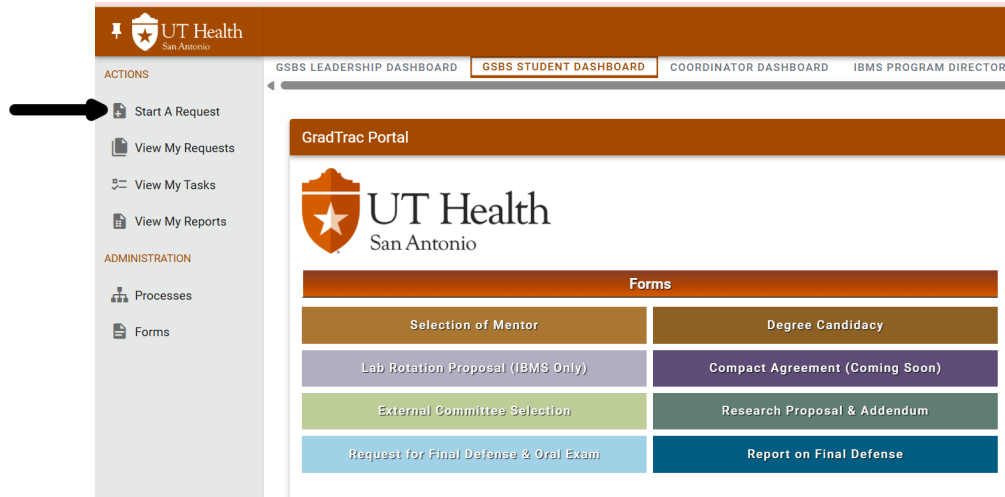 UT Health
San Antonio
ACTIONS
Start A Request
View My Requests
View My Tasks
View My Reports
ADMINISTRATION
Processes
Forms
GSBS LEADERSHIP DASHBOARD GSBS STUDENT DASHBOARD COORDINATOR DASHBOARD IBMS PROGRAM DIRECTOR
GradTrac Portal
UT Health
San Antonio
Forms
Selection of Mentor Degree Candidacy
Lab Rotation Proposal (IBMS Only) Compact Agreement (Coming Soon)
External Committee Selection Research Proposal & Addendum
Request for Final Defense & Oral Exam Report on Final Defense